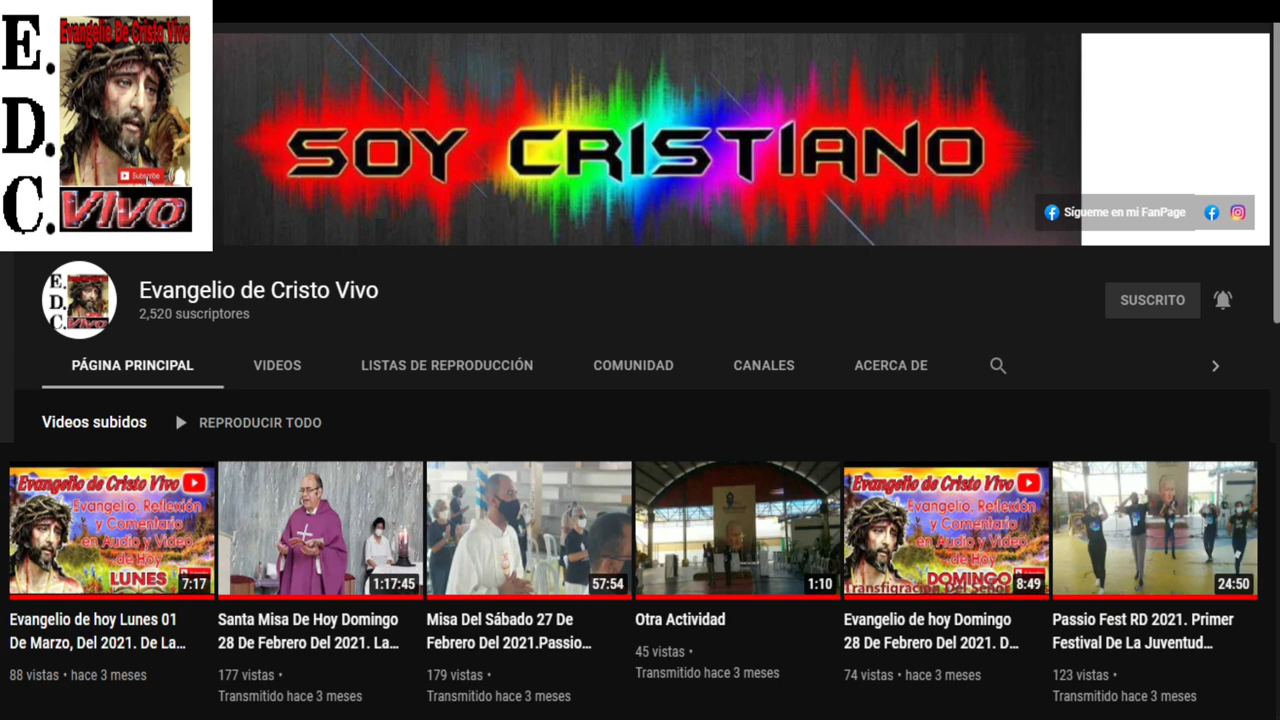 E.
D.
C.
Evangelio De Cristo Vivo
Subscribe
Vivo
SOY CRISTIANO
Sígueme en mi FanPage
E.
D.
C.Vivo
Evangelio de Cristo Vivo
2,520 suscriptores
SUSCRITO
PÁGINA PRINCIPAL VIDEOS LISTAS DE REPRODUCCIÓN COMUNIDAD CANALES ACERCA DE
Videos subidos REPRODUCIR TODO
Evangelio de Cristo Vivo
Evangelio, Reflexión
y Comentario
en Audio y Video
de Hoy
LUNES
7:17
Evangelio de hoy Lunes 01
De Marzo, Del 2021. De La...
88 vistas • hace 3 meses
1:17:45
Santa Misa De Hoy Domingo
28 De Febrero Del 2021. La...
177 vistas •
Transmitido hace 3 meses
57:54
Misa Del Sábado 27 De
Febrero Del 2021.Passio...
179 vistas •
Transmitido hace 3 meses
1:10
Otra Actividad
45 vistas •
Transmitido hace 3 meses
Evangelio de Cristo Vivo
Evangelio, Reflexión
y Comentario
en Audio y Video
de Hoy
DOMINGO
Transfigracion Del Señor
8:49
Evangelio de hoy Domingo
28 De Febrero Del 2021. D...
74 vistas • hace 3 meses
24:50
Passio Fest RD 2021. Primer
Festival De La Juventud...
123 vistas •
Transmitido hace 3 meses